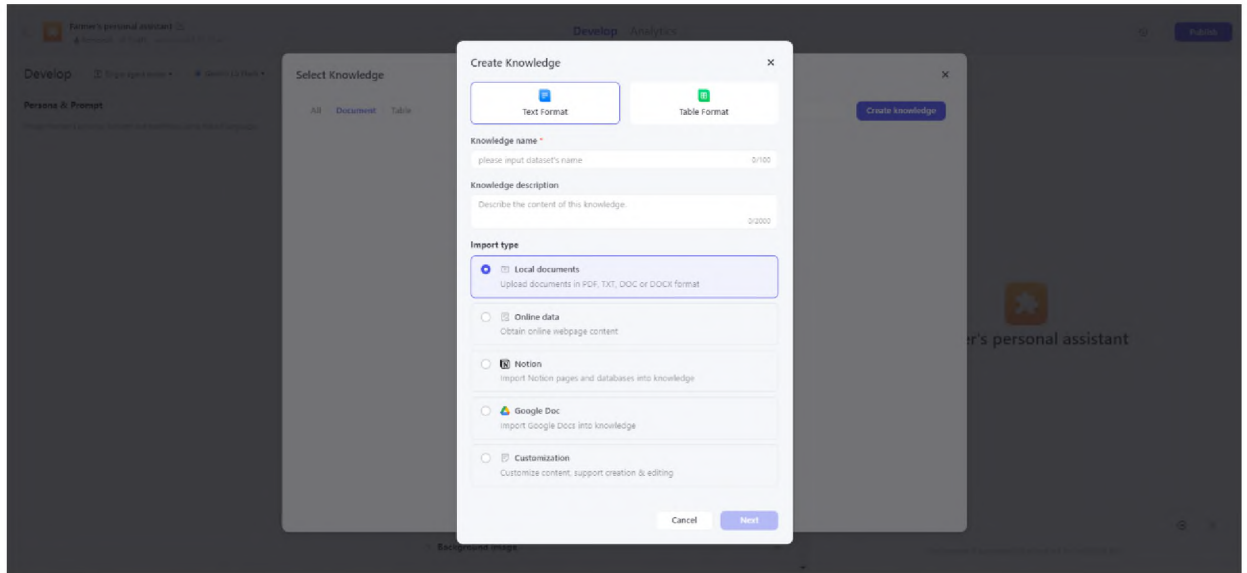 Farmer's personal assistant
Develop Analytics
Publish
Develop
Persona & Prompt
Select Knowledge
All Document Table
Create knowledge
Create Knowledge
Text Format
Table Format
Knowledge name *
please input dataset's name
0/100
Knowledge description
Describe the content of this knowledge.
0/2000
Import type
Local documents
Upload documents in PDF, TXT, DOC or DOCX format
Online data
Obtain online webpage content
Notion
Import Notion pages and databases into knowledge
Google Doc
Import Google Docs into knowledge
Customization
Customize content, support creation & editing
Cancel Next
er's personal assistant
Background image